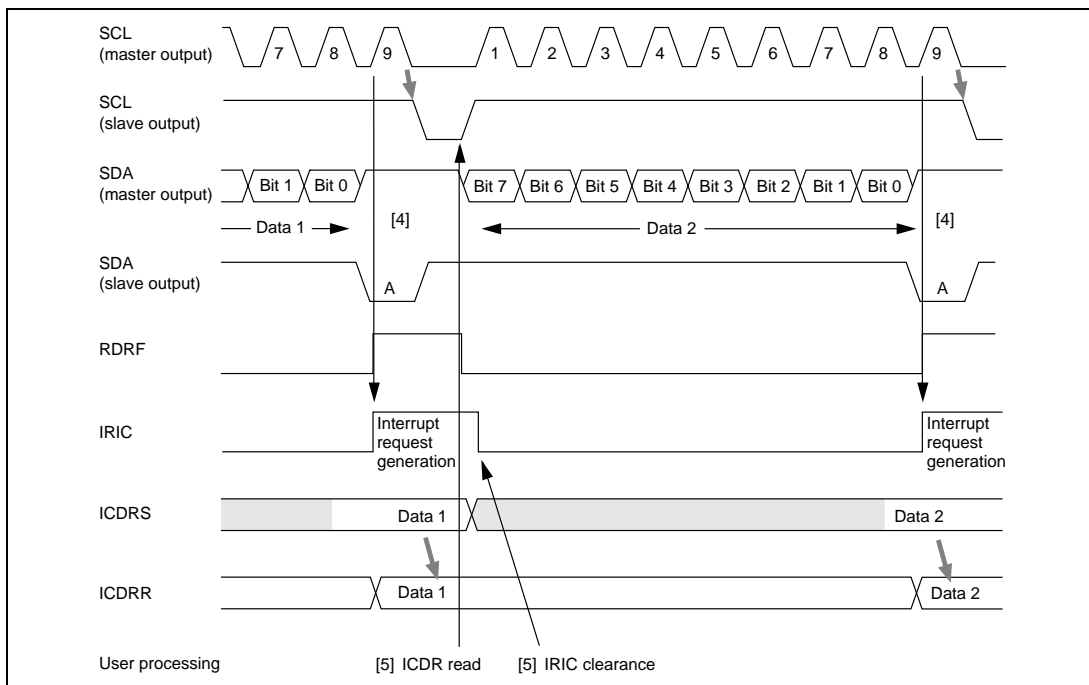 SCL
(master output)
7 8 9 1 2 3 4 5 6 7 8 9
SCL
(slave output)
SDA
(master output)
Bit 1 Bit 0 Bit 7 Bit 6 Bit 5 Bit 4 Bit 3 Bit 2 Bit 1 Bit 0
Data 1 [4] Data 2 [4]
SDA
(slave output)
A A
RDRF
IRIC
Interrupt
request
generation
Interrupt
request
generation
ICDRS
Data 1 Data 2
ICDRR
Data 1 Data 2
User processing [5] ICDR read [5] IRIC clearance